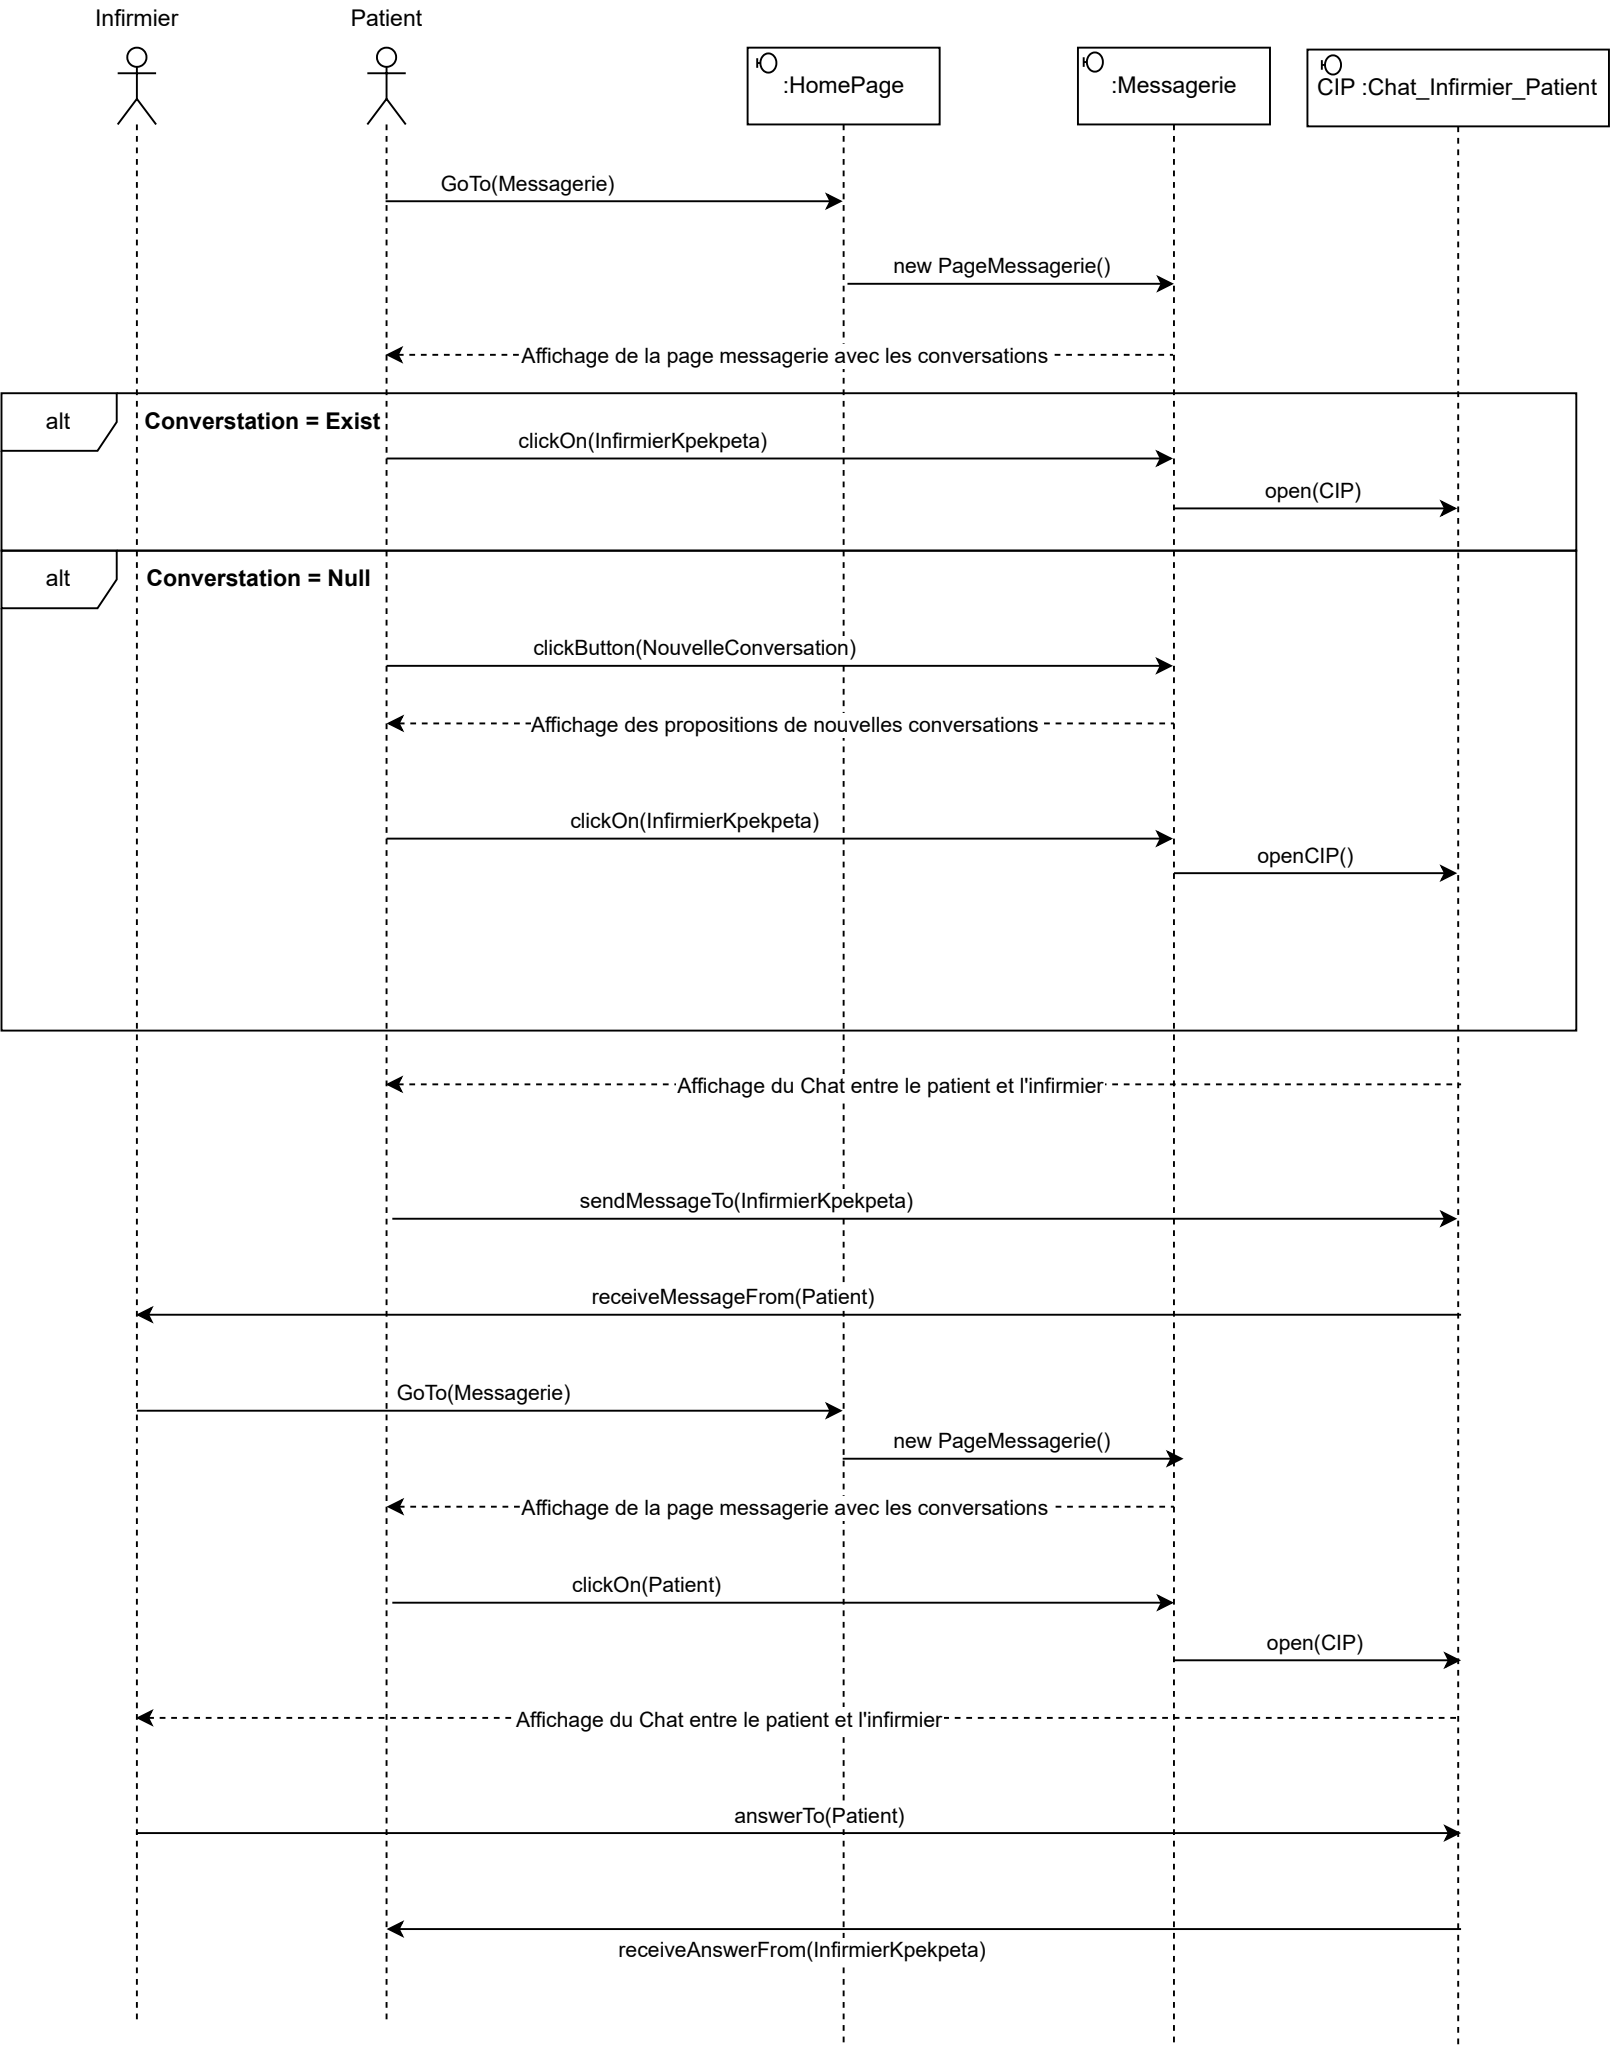 Infirmier
Patient
:HomePage
:Messagerie
CIP :Chat_Infirmier_Patient
GoTo(Messagerie)
new PageMessagerie()
Affichage de la page messagerie avec les conversations
alt
Converstation = Exist
clickOn(InfirmierKpekpeta)
open(CIP)
alt
Converstation = Null
clickButton(NouvelleConversation)
Affichage des propositions de nouvelles conversations
clickOn(InfirmierKpekpeta)
openCIP()
Affichage du Chat entre le patient et l'infirmier
sendMessageTo(InfirmierKpekpeta)
receiveMessageFrom(Patient)
GoTo(Messagerie)
new PageMessagerie()
Affichage de la page messagerie avec les conversations
clickOn(Patient)
open(CIP)
Affichage du Chat entre le patient et l'infirmier
answerTo(Patient)
receiveAnswerFrom(InfirmierKpekpeta)